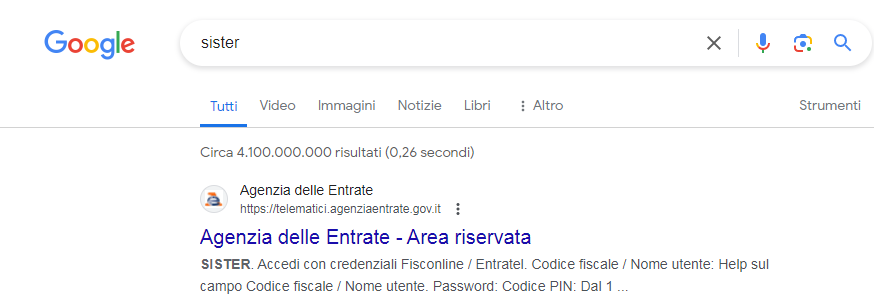 Google
sister
Tutti Video Immagini Notizie Libri Altro Strumenti
Circa 4.100.000.000 risultati (0,26 secondi)
Agenzia delle Entrate
https://telematici.agenziaentrate.gov.it
Agenzia delle Entrate - Area riservata
SISTER. Accedi con credenziali Fisconline / Entratel. Codice fiscale / Nome utente: Help sul
campo Codice fiscale / Nome utente. Password: Codice PIN: Dal 1 ...